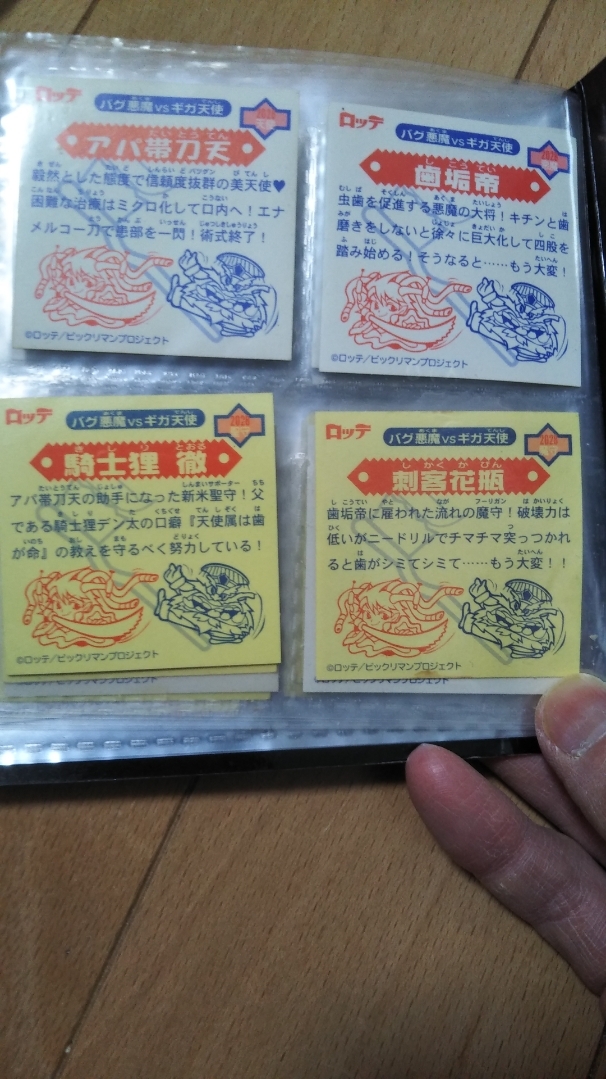 ロッテ
バグ悪魔vsギガ天使
アパ帯刀天
毅然とした態度で信頼度抜群の美天使♥
困難な治療はミクロ化して口内へ！エナ
メルコー刀で患部を一閃！術式終了！
©ロッテ/ビックリマンプロジェクト
ロッテ
バグ悪魔vsギガ天使
歯垢帝
虫歯を促進する悪魔の大将！キチンと歯
磨きをしないと徐々に巨大化して四股を
踏み始める！そうなると……もう大変！
©ロッテ/ビックリマンプロジェクト
ロッテ
バグ悪魔vsギガ天使
2028
騎士狸 徹
アパ帯刀天の助手になった新米聖守！父
である騎士狸デン太の口癖『天使属は歯
が命』の教えを守るべく努力している！
©ロッテ/ビックリマンプロジェクト
ロッテ
バグ悪魔vsギガ天使
2028
刺客花瓶
歯垢帝に雇われた流れの魔守！破壊力は
低いがニードリルでチマチマ突っつかれ
ると歯がシミてシミて……もう大変！！
©ロッテ/ビックリマンプロジェクト